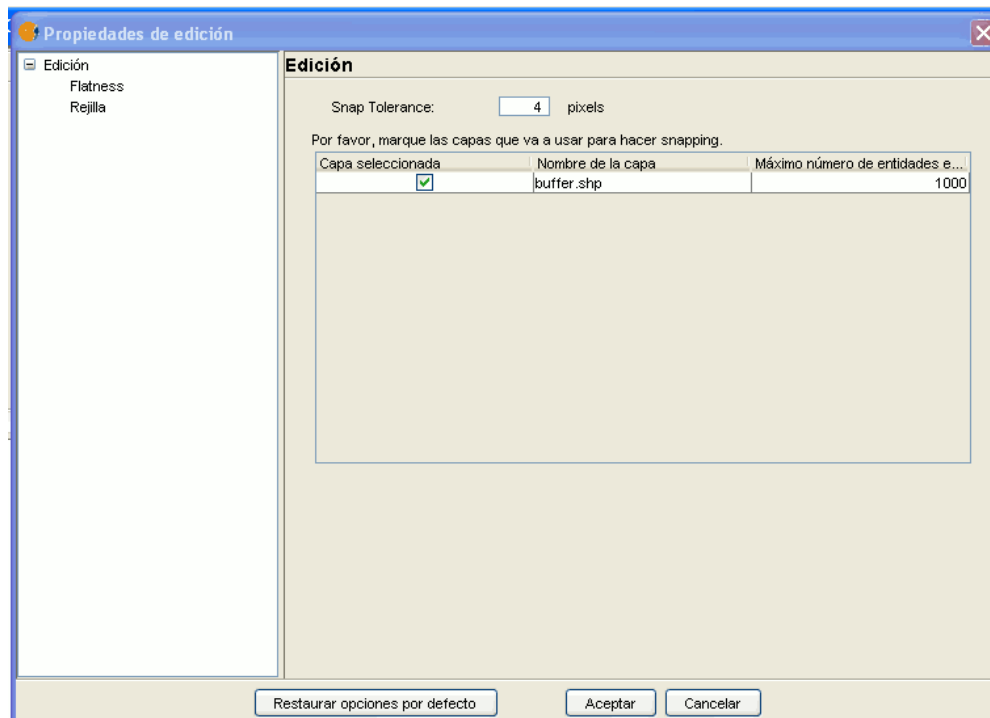 Propiedades de edición
Edición
Flatness
Rejilla
Edición
Snap Tolerance: 4 pixels
Por favor, marque las capas que va a usar para hacer snapping.
Capa seleccionada Nombre de la capa Máximo número de entidades e...
buffer.shp 1000
Restaurar opciones por defecto Aceptar Cancelar